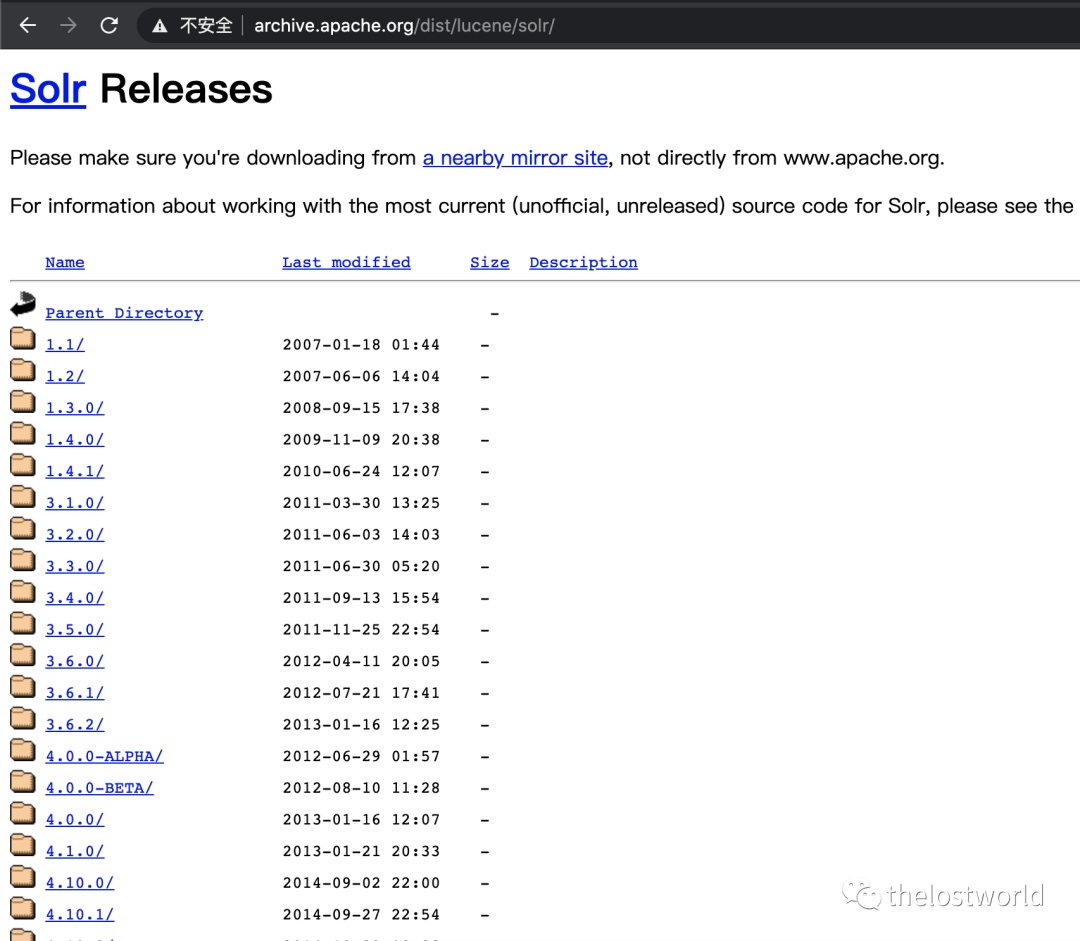 不安全 archive.apache.org/dist/lucene/solr/
Solr Releases
Please make sure you're downloading from a nearby mirror site, not directly from www.apache.org.
For information about working with the most current (unofficial, unreleased) source code for Solr, please see the
Name Last modified Size Description
Parent Directory -
1.1/ 2007-01-18 01:44 -
1.2/ 2007-06-06 14:04 -
1.3.0/ 2008-09-15 17:38 -
1.4.0/ 2009-11-09 20:38 -
1.4.1/ 2010-06-24 12:07 -
3.1.0/ 2011-03-30 13:25 -
3.2.0/ 2011-06-03 14:03 -
3.3.0/ 2011-06-30 05:20 -
3.4.0/ 2011-09-13 15:54 -
3.5.0/ 2011-11-25 22:54 -
3.6.0/ 2012-04-11 20:05 -
3.6.1/ 2012-07-21 17:41 -
3.6.2/ 2013-01-16 12:25 -
4.0.0-ALPHA/ 2012-06-29 01:57 -
4.0.0-BETA/ 2012-08-10 11:28 -
4.0.0/ 2013-01-16 12:07 -
4.1.0/ 2013-01-21 20:33 -
4.10.0/ 2014-09-02 22:00 -
4.10.1/ 2014-09-27 22:54 -
thelostworld